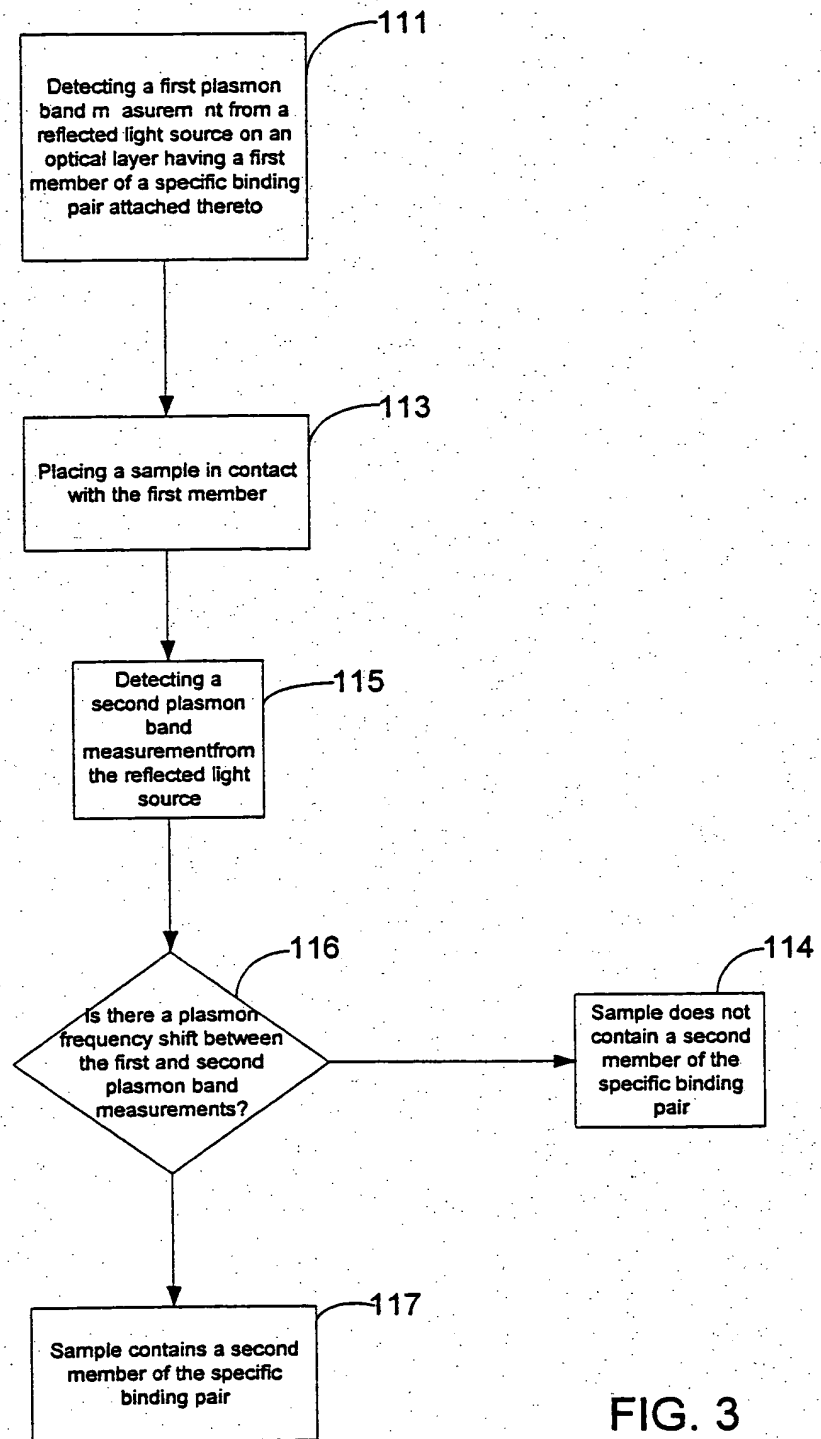 111
Detecting a first plasmon
band m asurem nt from a
reflected light source on an
optical layer having a first
member of a specific binding
pair attached thereto
113
Placing a sample in contact
with the first member
115
Detecting a
second plasmon
band
measurementfrom
the reflected light
source
116
Is there a plasmon
frequency shift between
the first and second
plasmon band
measurements?
114
Sample does not
contain a second
member of the
specific binding
pair
117
Sample contains a second
member of the specific
binding pair
FIG. 3